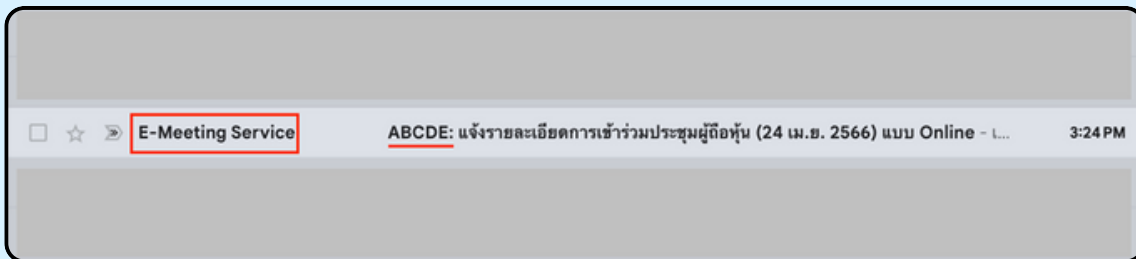 E-Meeting Service ABCDE: แจ้งรายละเอียดการเข้าร่วมประชุมผู้ถือหุ้น (24 เม.ย. 2566) แบบ Online - เ... 3:24 PM